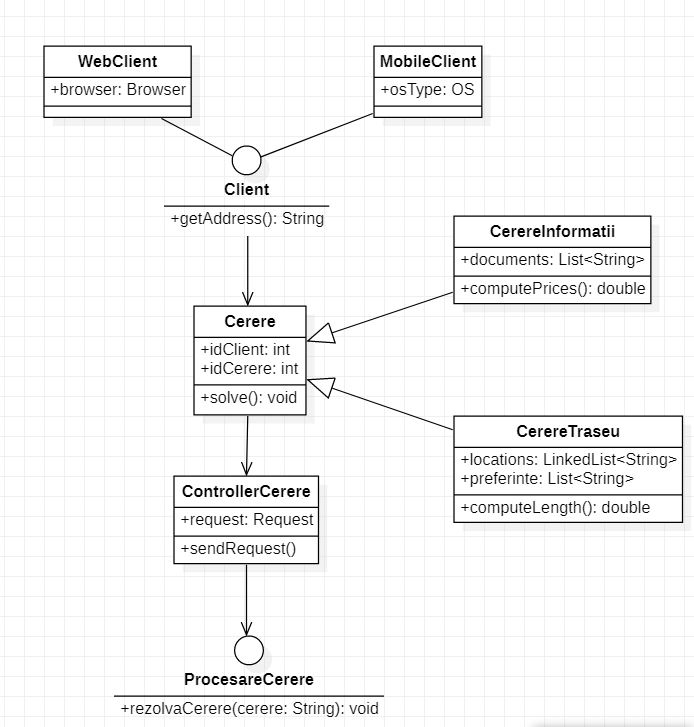 WebClient
+browser: Browser
MobileClient
+osType: OS
Client
+getAddress(): String
CerereInformatii
+documents: List<String>
+computePrices(): double
Cerere
+idClient: int
+idCerere: int
+solve(): void
CerereTraseu
+locations: LinkedList<String>
+preferinte: List<String>
+computeLength(): double
ControllerCerere
+request: Request
+sendRequest()
ProcesareCerere
+rezolvaCerere(cerere: String): void